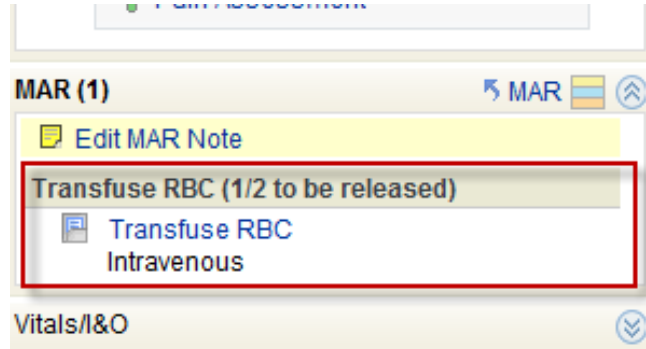 MAR (1) MAR
Edit MAR Note
Transfuse RBC (1/2 to be released)
Transfuse RBC
Intravenous
Vitals/I&O